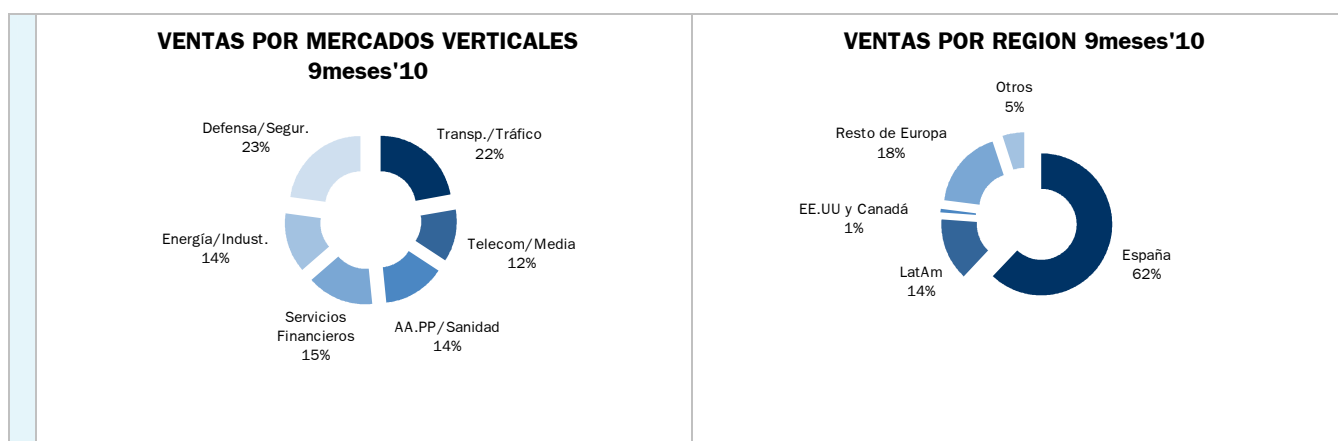 VENTAS POR MERCADOS VERTICALES
9meses'10
Defensa/Segur.
23%
Transp./Tráfico
22%
Energía/Indust.
14%
Telecom/Media
12%
Servicios
Financieros
15%
AA.PP/Sanidad
14%
VENTAS POR REGION 9meses'10
Otros
5%
Resto de Europa
18%
EE.UU y Canadá
1%
LatAm
14%
España
62%